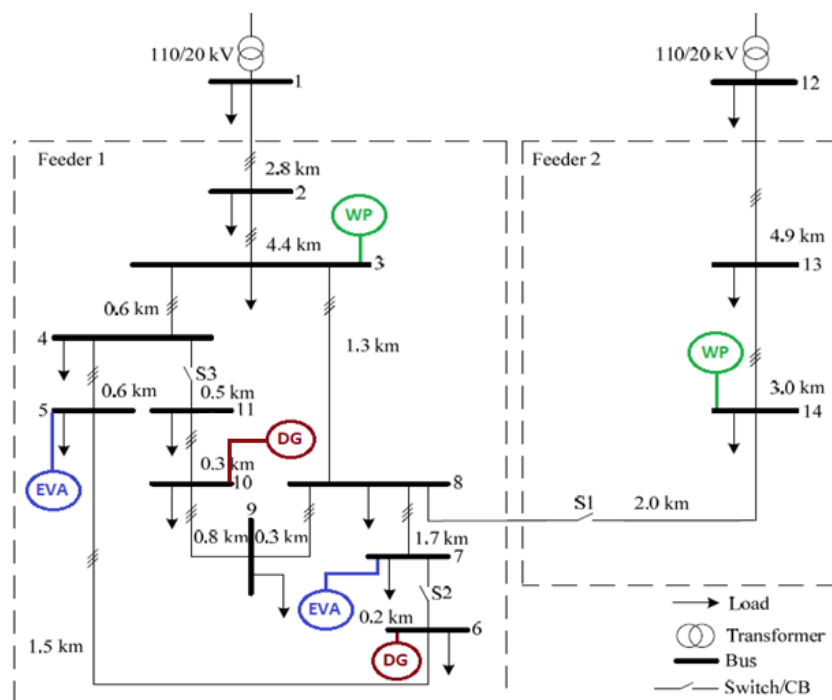 110/20 kV
110/20 kV
1
12
Feeder 1
Feeder 2
2.8 km
2
WP
4.9 km
4.4 km
3
13
0.6 km
4
1.3 km
WP
S3
0.6 km
0.5 km
3.0 km
5
11
14
DG
0.3 km
EVA
10
8
9
S1
2.0 km
0.8 km
0.3 km
1.7 km
7
EVA
S2
0.2 km
6
1.5 km
DG
Load
Transformer
Bus
Switch/CB